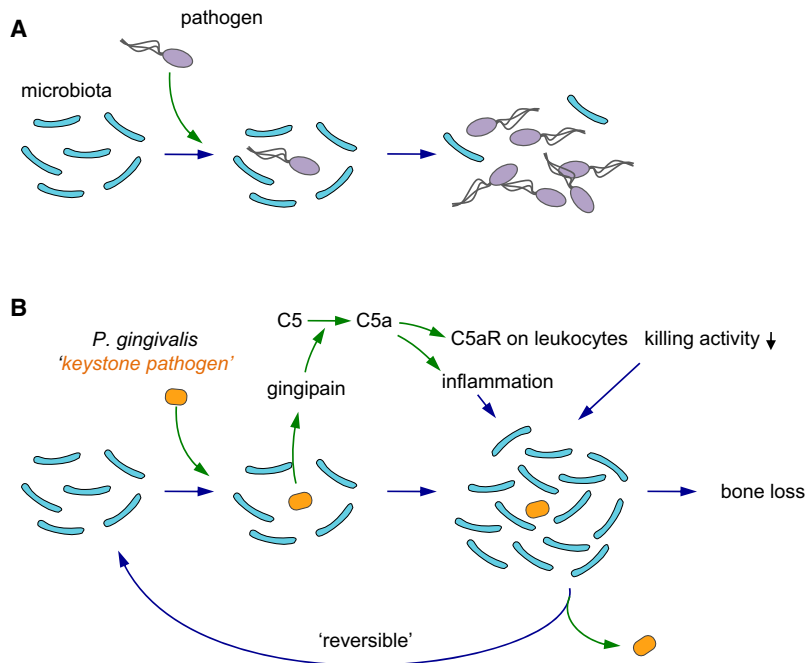 A
pathogen
microbiota
B
P. gingivalis
‘keystone pathogen’
C5
C5a
C5aR on leukocytes
killing activity
gingipain
inflammation
bone loss
‘reversible’